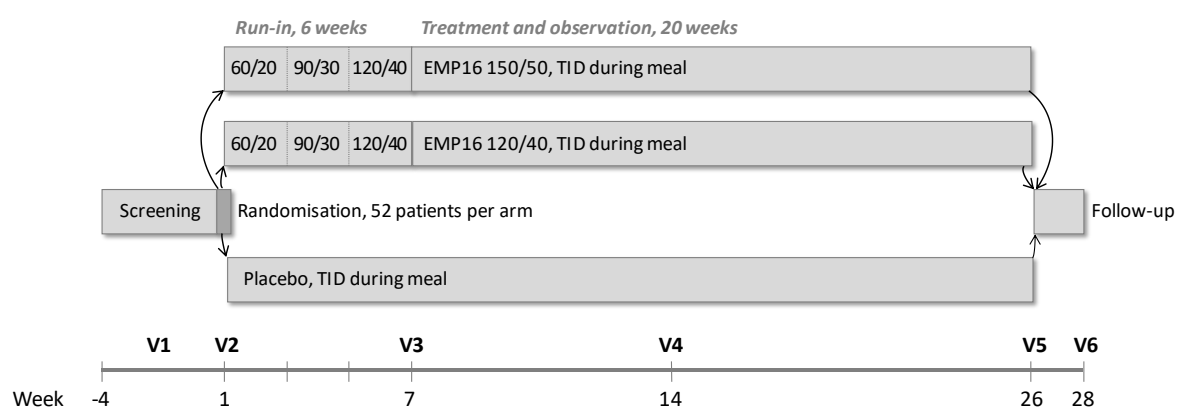 Run-in, 6 weeks Treatment and observation, 20 weeks
60/20 90/30 120/40 EMP16 150/50, TID during meal
60/20 90/30 120/40 EMP16 120/40, TID during meal
Screening Randomisation, 52 patients per arm Follow-up
Placebo, TID during meal
V1 V2 V3 V4 V5 V6
Week -4 1 7 14 26 28